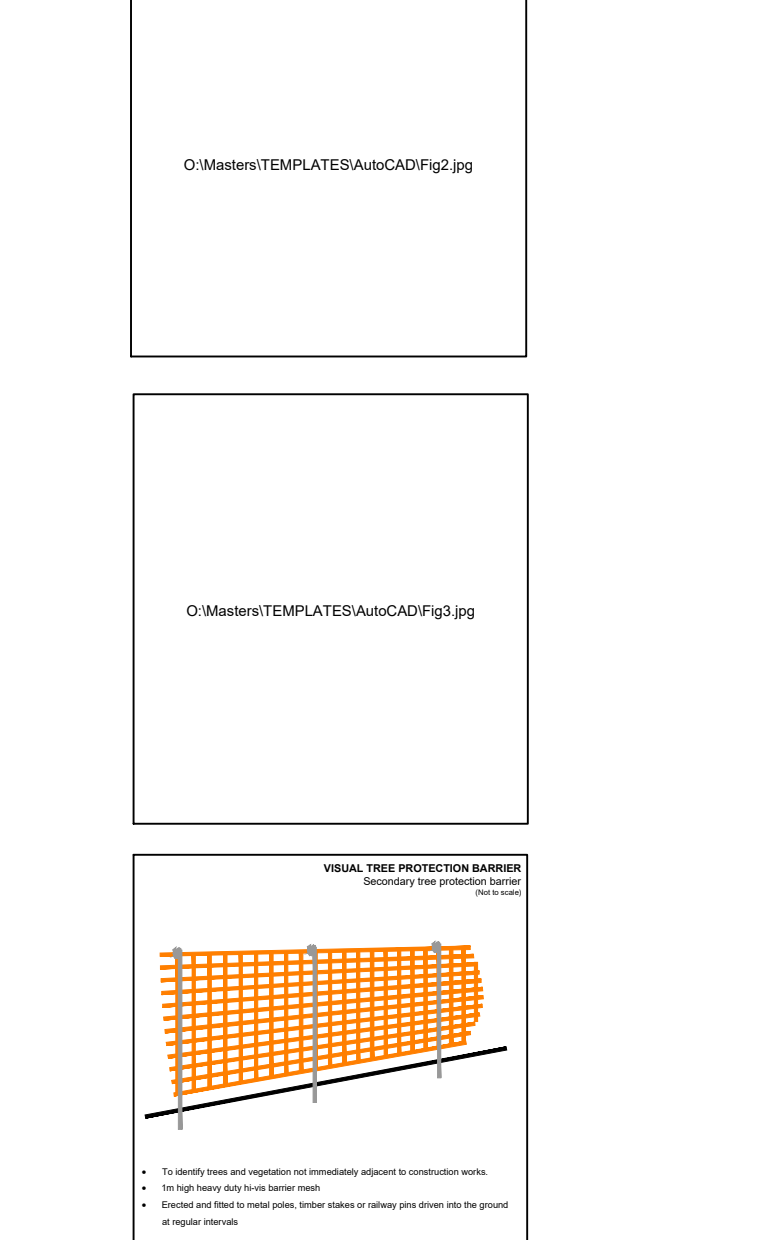 O:\Masters\TEMPLATES\AutoCAD\Fig2.jpg
O:\Masters\TEMPLATES\AutoCAD\Fig3.jpg
VISUAL TREE PROTECTION BARRIER
Secondary tree protection barrier
(Not to scale)
• To identify trees and vegetation not immediately adjacent to construction works.
• 1m high heavy duty hi-vis barrier mesh
• Erected and fitted to metal poles, timber stakes or railway pins driven into the ground
at regular intervals